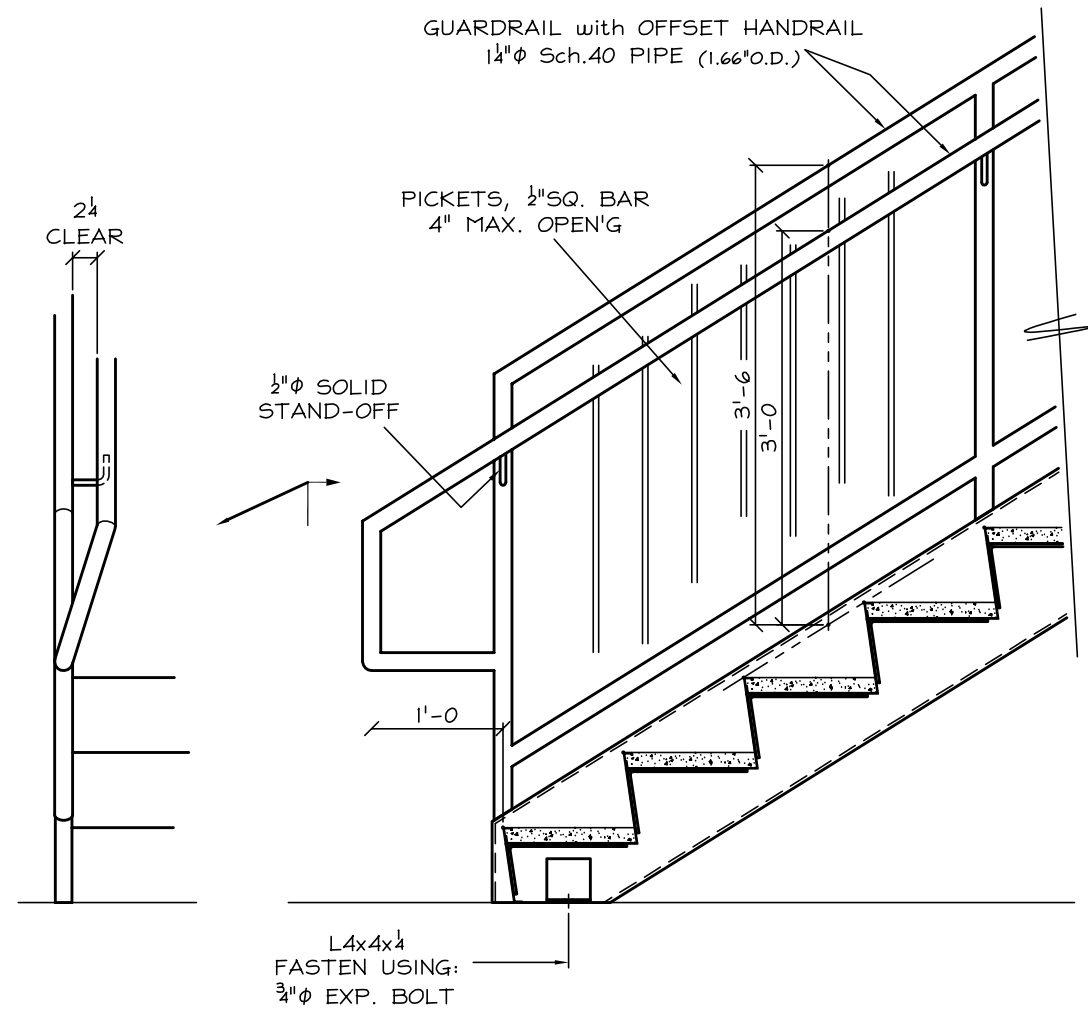 GUARDRAIL with OFFSET HANDRAIL
1¼"φ Sch.40 PIPE (1.66"O.D.)
PICKETS, ½"SQ. BAR
4" MAX. OPEN'G
2¼
CLEAR
½"φ SOLID
STAND-OFF
3'-6
3'-0
1'-0
L4x4x¼
FASTEN USING:
¾"φ EXP. BOLT